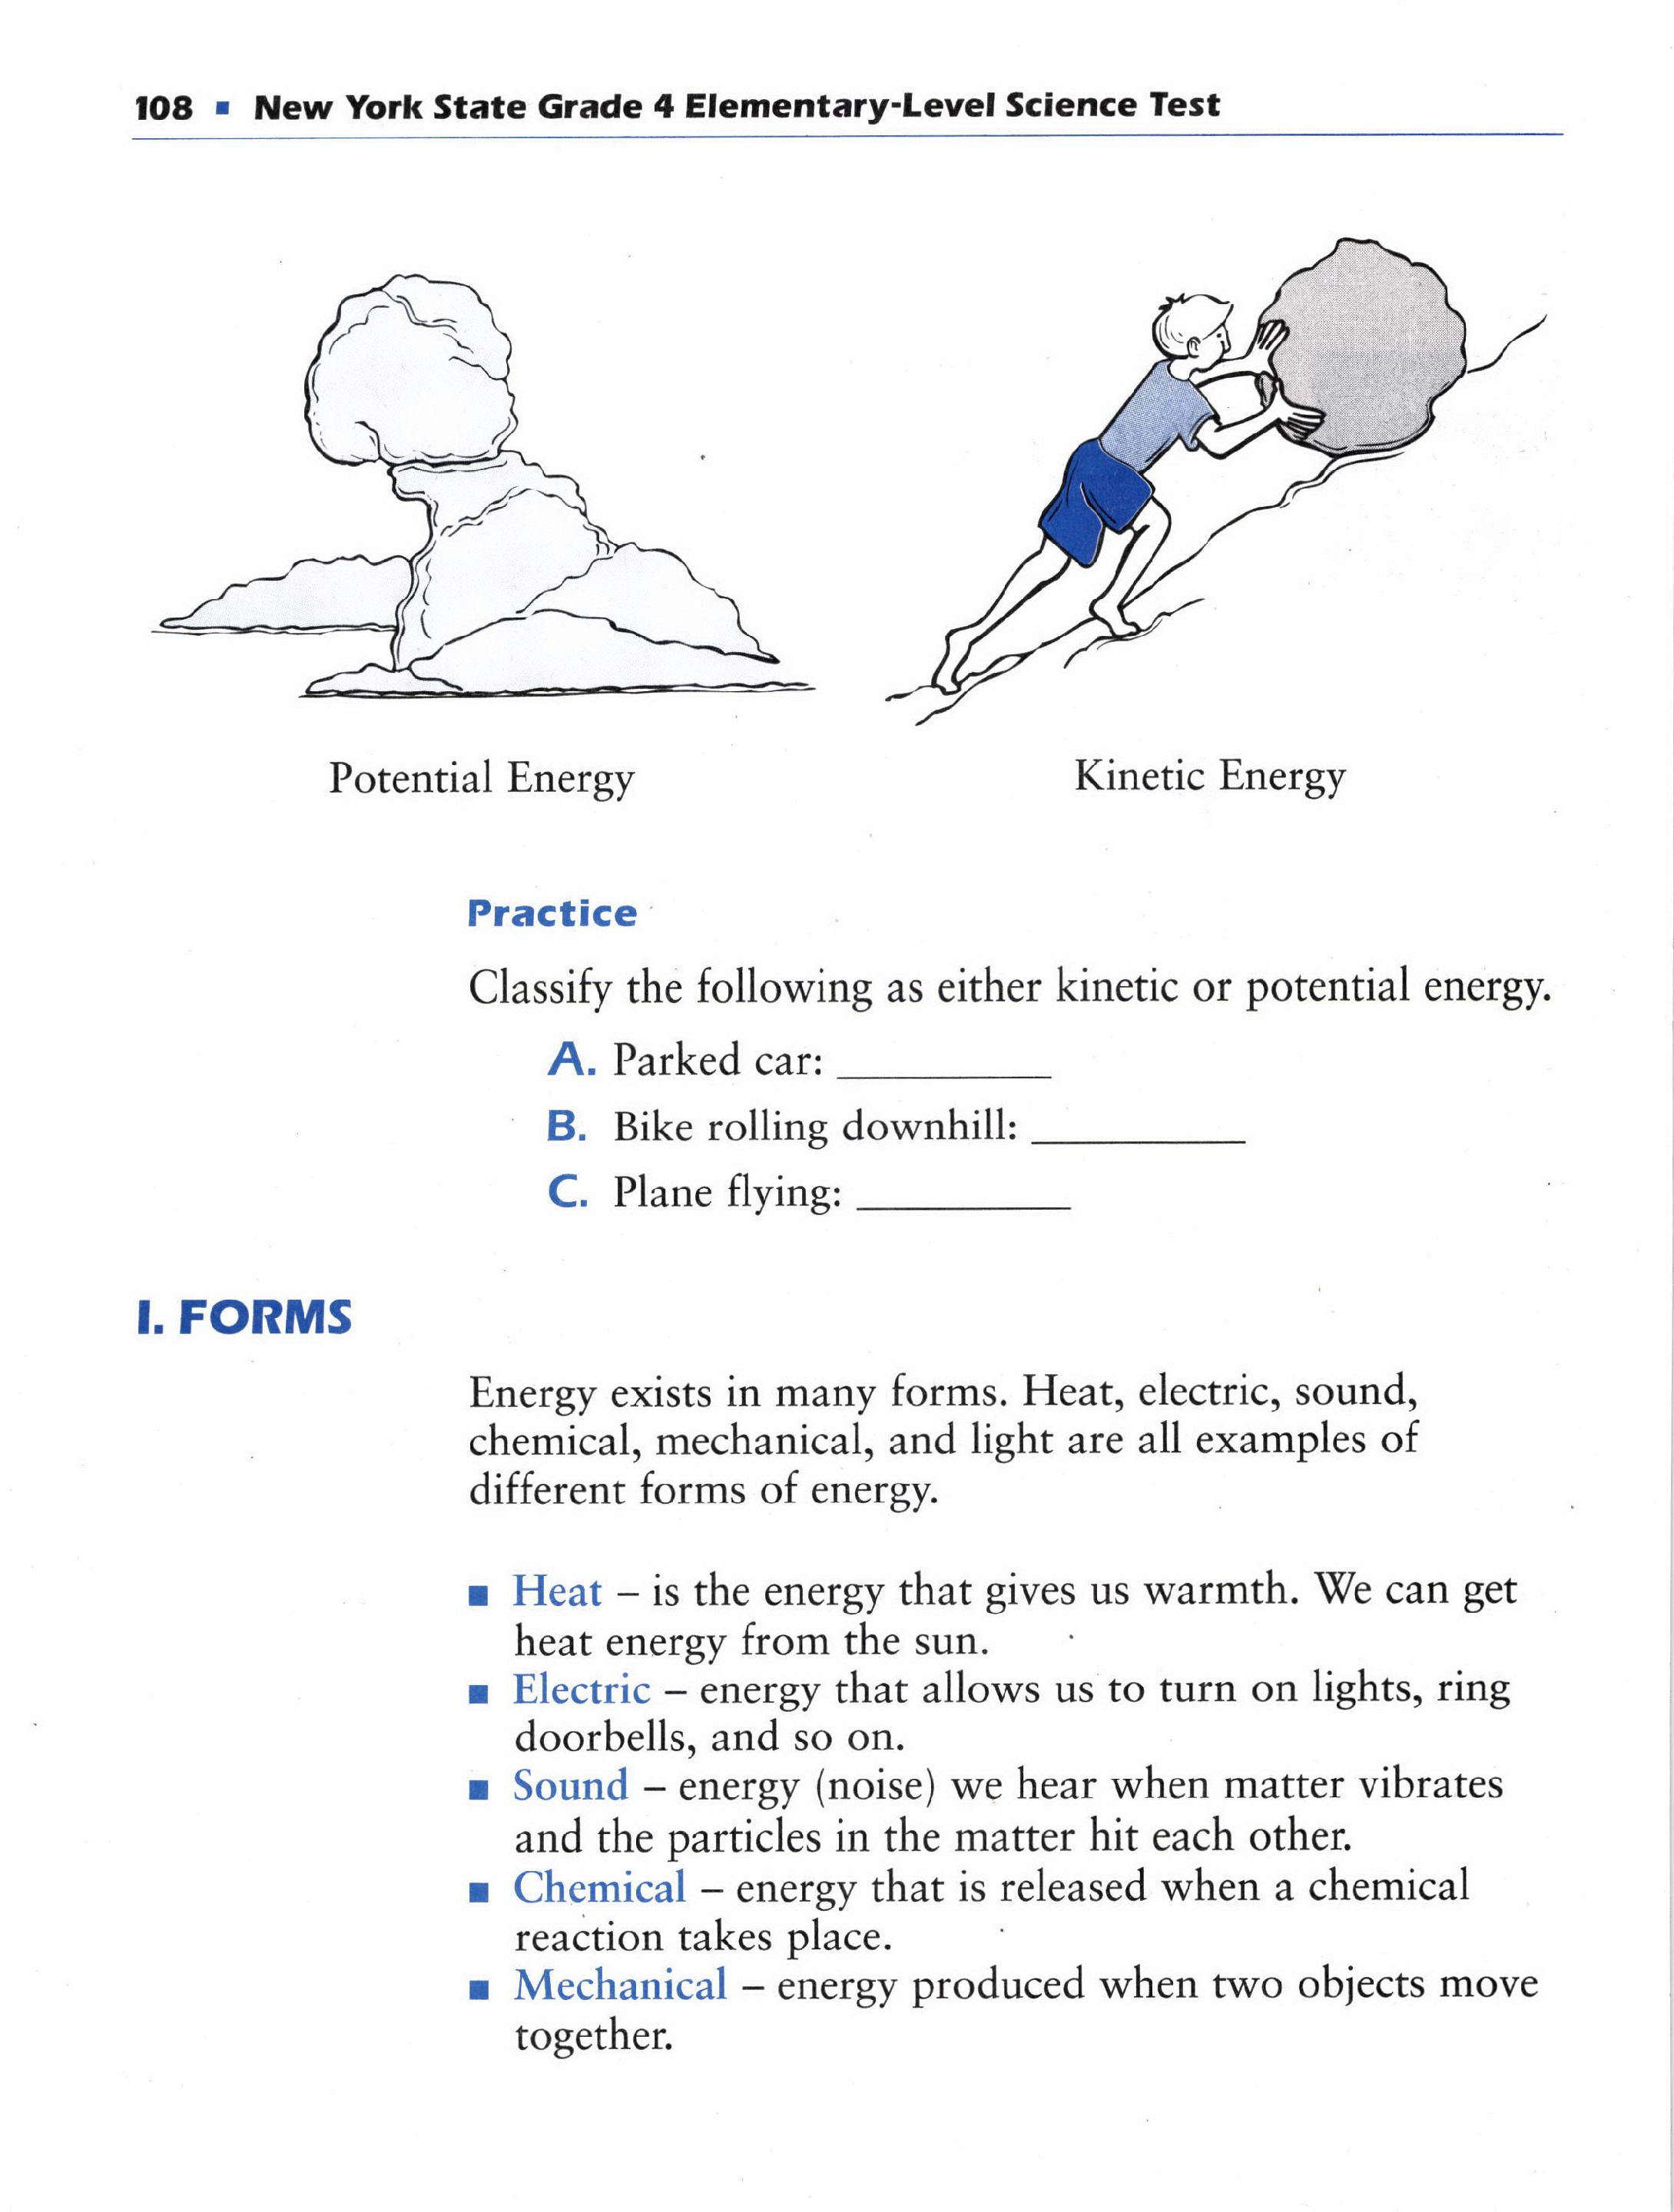 108 ▪ New York State Grade 4 Elementary-Level Science Test
Potential Energy
Kinetic Energy
Practice
Classify the following as either kinetic or potential energy.
A. Parked car: __________
B. Bike rolling downhill: __________
C. Plane flying: __________
I. FORMS
Energy exists in many forms. Heat, electric, sound,
chemical, mechanical, and light are all examples of
different forms of energy.
▪ Heat – is the energy that gives us warmth. We can get
heat energy from the sun.
▪ Electric – energy that allows us to turn on lights, ring
doorbells, and so on.
▪ Sound – energy (noise) we hear when matter vibrates
and the particles in the matter hit each other.
▪ Chemical – energy that is released when a chemical
reaction takes place.
▪ Mechanical – energy produced when two objects move
together.